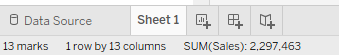 Data Source Sheet 1
13 marks 1 row by 13 columns SUM(Sales): 2,297,463